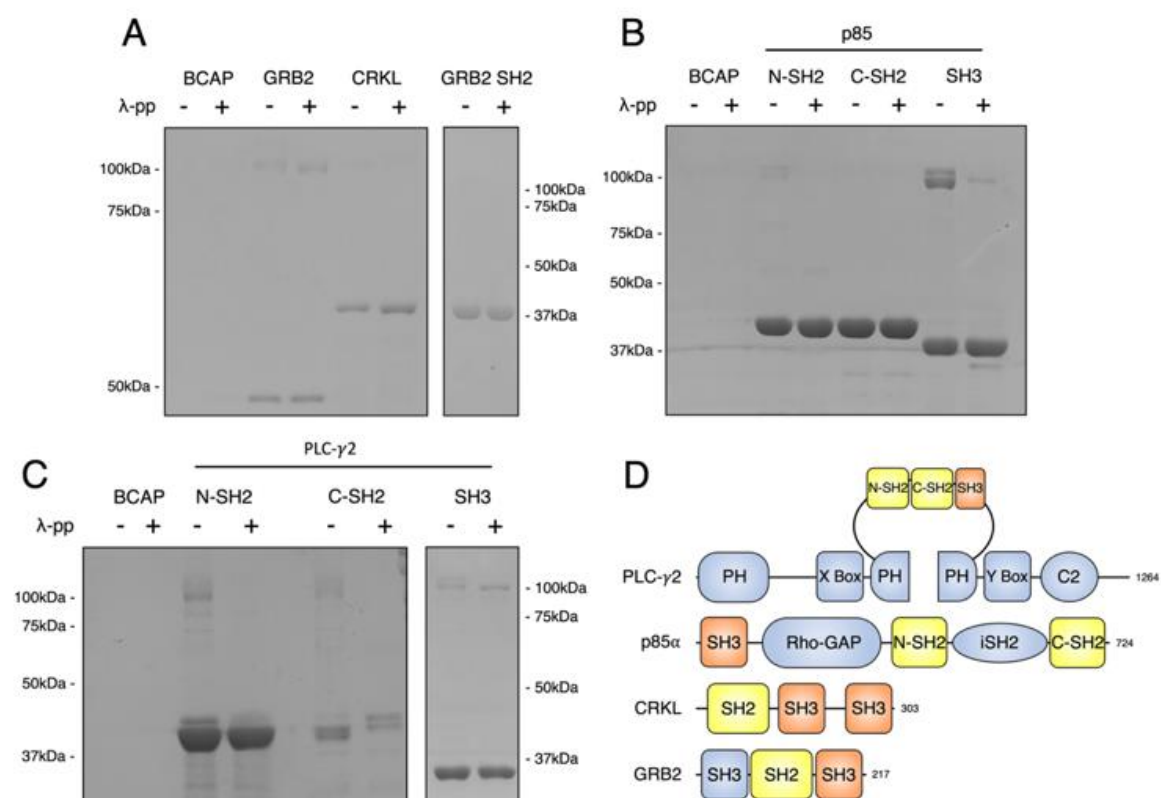 A
BCAP GRB2 CRKL GRB2 SH2
λ-pp - + - + - + - +
100kDa -
75kDa -
50kDa -
- 100kDa
- 75kDa
- 50kDa
- 37kDa
B
p85
BCAP N-SH2 C-SH2 SH3
λ-pp - + - + - + - +
100kDa -
75kDa -
50kDa -
37kDa -
C
PLC-γ2
BCAP N-SH2 C-SH2 SH3
λ-pp - + - + - + - +
100kDa -
75kDa -
50kDa -
37kDa -
- 100kDa
- 75kDa
- 50kDa
- 37kDa
D
N-SH2 C-SH2 SH3
PLC-γ2 PH X Box PH PH Y Box C2 1264
p85α SH3 Rho-GAP N-SH2 iSH2 C-SH2 724
CRKL SH2 SH3 SH3 303
GRB2 SH3 SH2 SH3 217